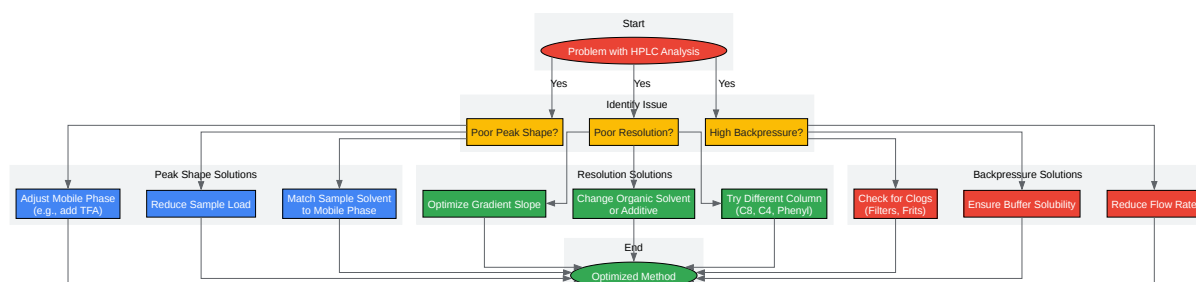 Start
Problem with HPLC Analysis
Yes
Yes
Yes
Identify Issue
Poor Peak Shape?
Poor Resolution?
High Backpressure?
Peak Shape Solutions
Resolution Solutions
Backpressure Solutions
Adjust Mobile Phase
(e.g., add TFA)
Reduce Sample Load
Match Sample Solvent
to Mobile Phase
Optimize Gradient Slope
Change Organic Solvent
or Additive
Try Different Column
(C8, C4, Phenyl)
Check for Clogs
(Filters, Frits)
Ensure Buffer Solubility
Reduce Flow Rate
End
Optimized Method